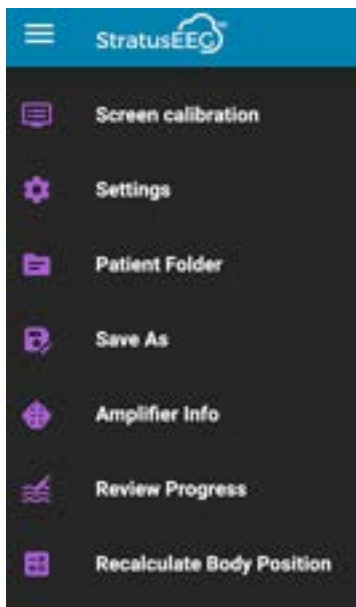 StratusEEG
Screen calibration
Settings
Patient Folder
Save As
Amplifier Info
Review Progress
Recalculate Body Position